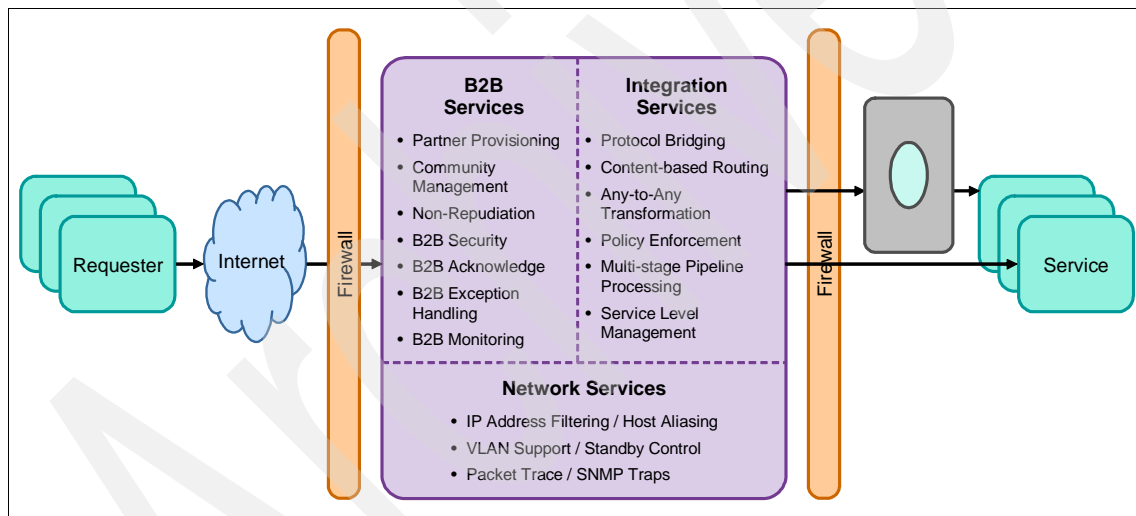 Requester
Internet
Firewall
B2B
Services
• Partner Provisioning
• Community
Management
• Non-Repudiation
• B2B Security
• B2B Acknowledge
• B2B Exception
Handling
• B2B Monitoring
Integration
Services
• Protocol Bridging
• Content-based Routing
• Any-to-Any
Transformation
• Policy Enforcement
• Multi-stage Pipeline
Processing
• Service Level
Management
Network Services
• IP Address Filtering / Host Aliasing
• VLAN Support / Standby Control
• Packet Trace / SNMP Traps
Firewall
Service